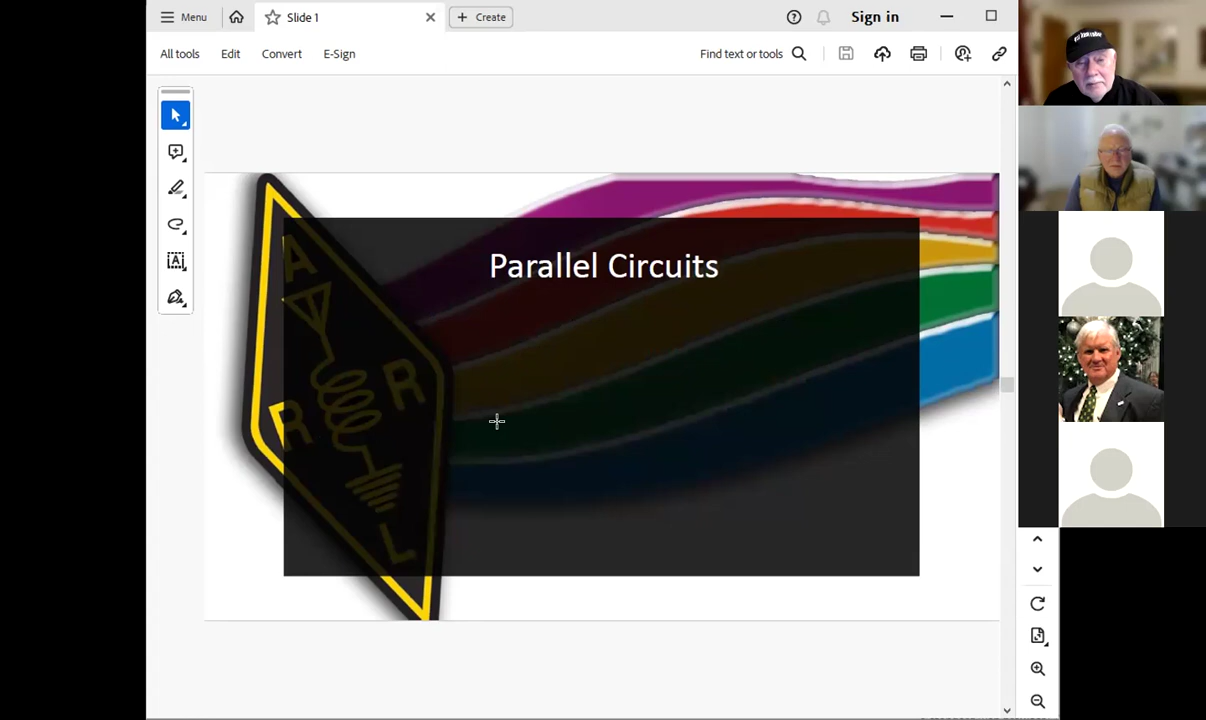 Menu
Slide 1
Create
Sign in
All tools
Edit
Convert
E-Sign
Find text or tools
Parallel Circuits
A
R
R
L